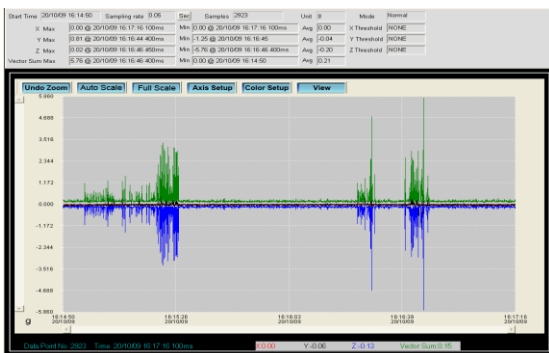 Start Time 20/10/09 16:14:50 Sampling rate 0.05 Sec Samples 2923 Unit g Mode Normal
X Max 0.00 @ 20/10/09 16:17:16 100ms Min 0.00 @ 20/10/09 16:17:16 100ms Avg 0.00 X Threshold NONE
Y Max 0.81 @ 20/10/09 16:16:44 400ms Min -1.25 @ 20/10/09 16:16:45 Avg -0.04 Y Threshold NONE
Z Max 0.02 @ 20/10/09 16:16:46 450ms Min -5.76 @ 20/10/09 16:16:46 400ms Avg -0.20 Z Threshold NONE
Vector Sum Max 5.76 @ 20/10/09 16:16:46 400ms Min 0.00 @ 20/10/09 16:14:50 Avg 0.21
Undo Zoom Auto Scale Full Scale Axis Setup Color Setup View
5.860
4.688
3.516
2.344
1.172
0.000
-1.172
-2.344
-3.516
-4.688
-5.860
16:14:50 16:15:26 16:16:03 16:16:39 16:17:16
g 20/10/09 20/10/09 20/10/09 20/10/09 20/10/09
Data Point No. 2923 Time 20/10/09 16:17:16 100ms X:0.00 Y:-0.06 Z:-0.13 Vector Sum:0.15